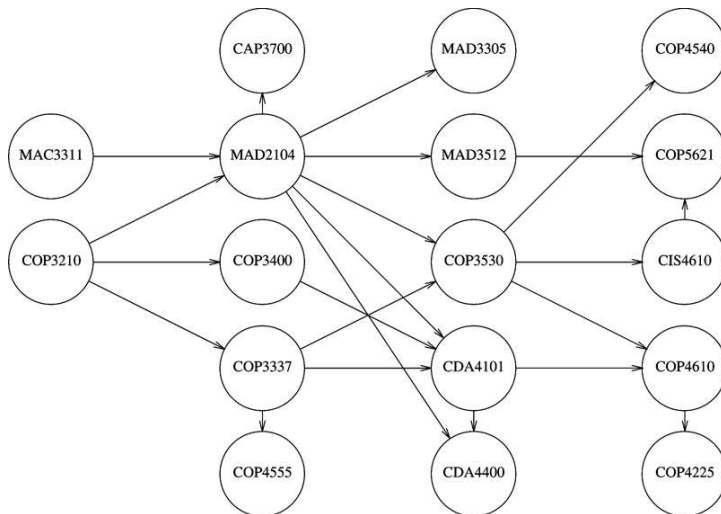 CAP3700 MAD3305 COP4540
MAC3311 MAD2104 MAD3512 COP5621
COP3210 COP3400 COP3530 CIS4610
COP3337 CDA4101 COP4610
COP4555 CDA4400 COP4225